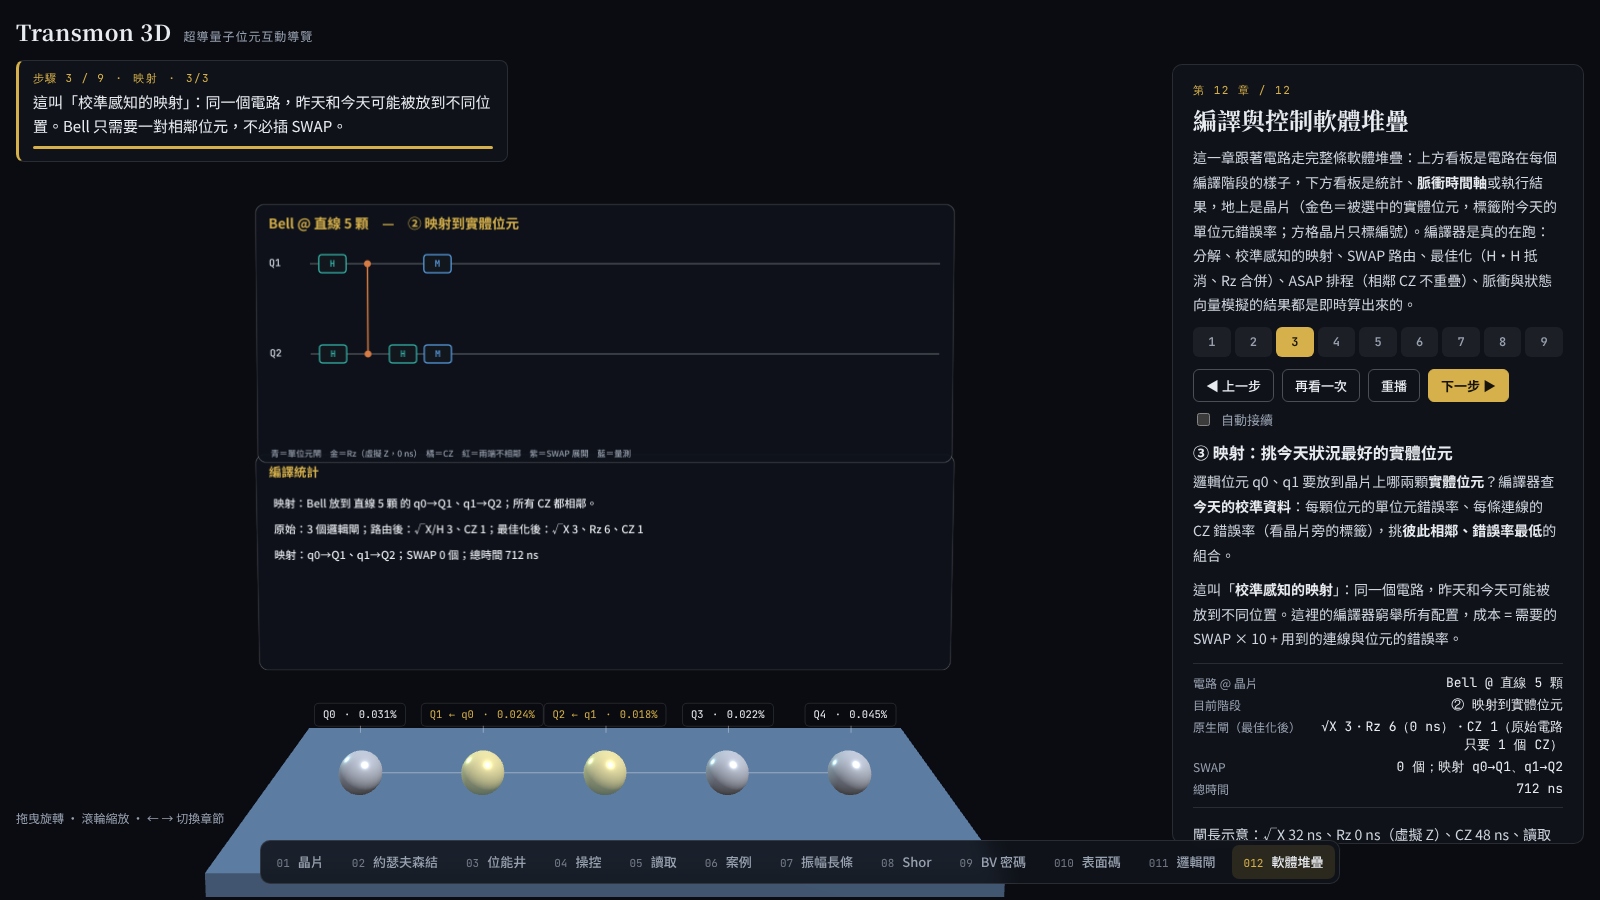 Transmon 3D 超導量子位元互動導覽
步驟 3 / 9 · 映射 · 3/3
這叫「校準感知的映射」：同一個電路，昨天和今天可能被放到不同位
置。Bell 只需要一對相鄰位元，不必插 SWAP。
Bell @ 直線 5 顆 — ② 映射到實體位元
Q1 H M
Q2 H H M
青＝單位元閘 金＝Rz（虛擬 Z，0 ns） 橘＝CZ 紅＝兩端不相鄰 紫＝SWAP 展開 藍＝量測
編譯統計
映射：Bell 放到 直線 5 顆 的 q0→Q1、q1→Q2；所有 CZ 都相鄰。
原始：3 個邏輯閘；路由後：√X/H 3、CZ 1；最佳化後：√X 3、Rz 6、CZ 1
映射：q0→Q1、q1→Q2；SWAP 0 個；總時間 712 ns
Q0 · 0.031%
Q1 ← q0 · 0.024%
Q2 ← q1 · 0.018%
Q3 · 0.022%
Q4 · 0.045%
拖曳旋轉 · 滾輪縮放 · ← → 切換章節
第 12 章 / 12
編譯與控制軟體堆疊
這一章跟著電路走完整條軟體堆疊：上方看板是電路在每個
編譯階段的樣子，下方看板是統計、脈衝時間軸或執行結
果，地上是晶片（金色＝被選中的實體位元，標籤附今天的
單位元錯誤率；方格晶片只標編號）。編譯器是真的在跑：
分解、校準感知的映射、SWAP 路由、最佳化（H·H 抵
消、Rz 合併）、ASAP 排程（相鄰 CZ 不重疊）、脈衝與狀態
向量模擬的結果都是即時算出來的。
1 2 3 4 5 6 7 8 9
◀ 上一步 再看一次 重播 下一步 ▶
自動接續
③ 映射：挑今天狀況最好的實體位元
邏輯位元 q0、q1 要放到晶片上哪兩顆實體位元？編譯器查
今天的校準資料：每顆位元的單位元錯誤率、每條連線的
CZ 錯誤率（看晶片旁的標籤），挑彼此相鄰、錯誤率最低的
組合。
這叫「校準感知的映射」：同一個電路，昨天和今天可能被
放到不同位置。這裡的編譯器窮舉所有配置，成本 = 需要的
SWAP × 10 + 用到的連線與位元的錯誤率。
電路 @ 晶片 Bell @ 直線 5 顆
目前階段 ② 映射到實體位元
原生閘（最佳化後） √X 3·Rz 6（0 ns）·CZ 1（原始電路
只要 1 個 CZ）
SWAP 0 個；映射 q0→Q1、q1→Q2
總時間 712 ns
閘長示意：√X 32 ns、Rz 0 ns（虛擬 Z）、CZ 48 ns、讀取
01 晶片 02 約瑟夫森結 03 位能井 04 操控 05 讀取 06 案例 07 振幅長條 08 Shor 09 BV 密碼 010 表面碼 011 邏輯閘 012 軟體堆疊